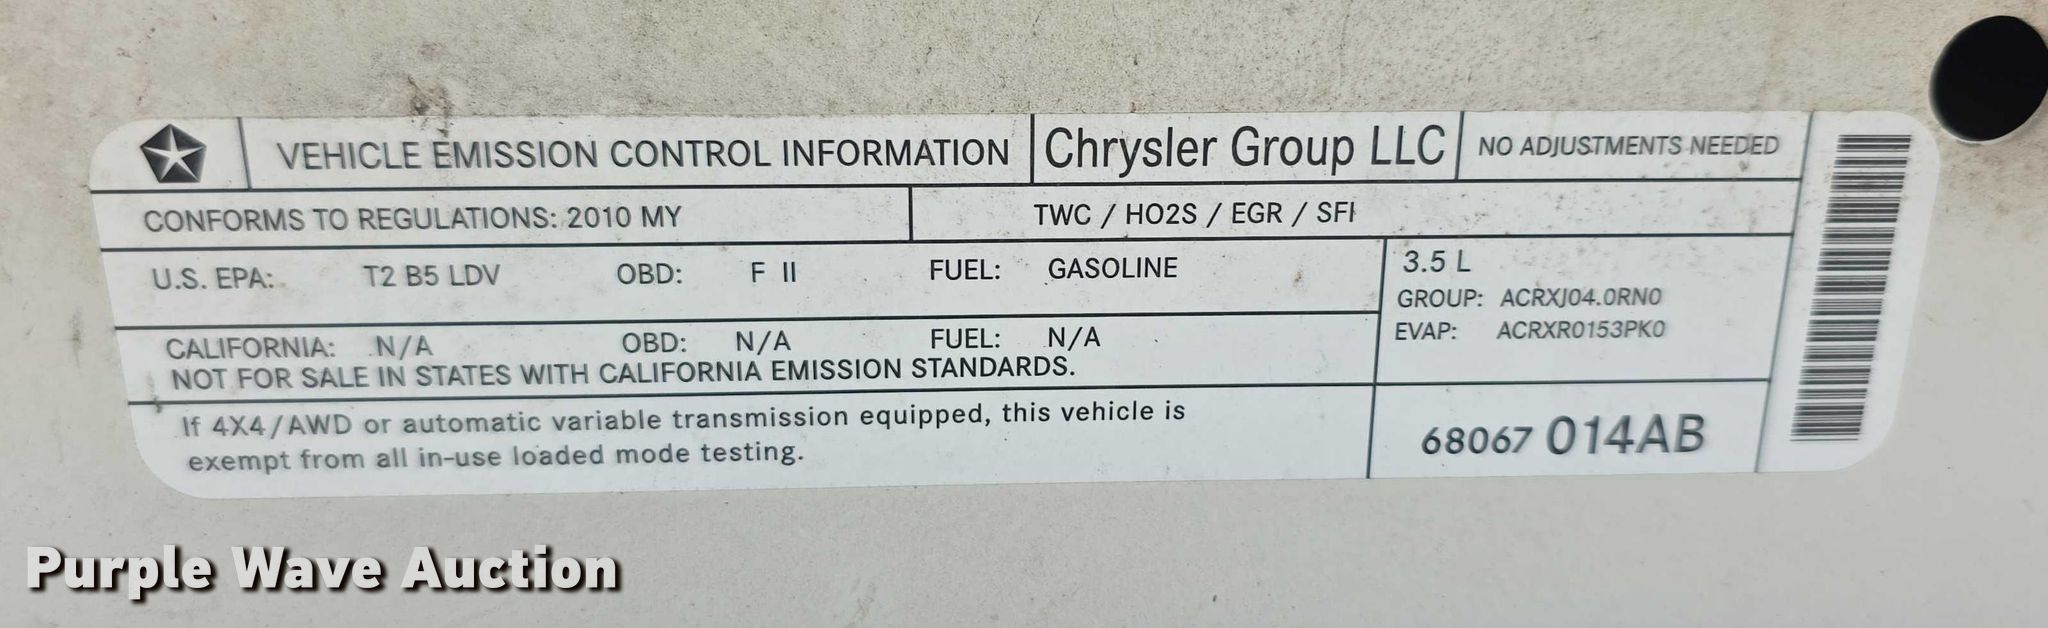 VEHICLE EMISSION CONTROL INFORMATION Chrysler Group LLC NO ADJUSTMENTS NEEDED
CONFORMS TO REGULATIONS: 2010 MY TWC / HO2S / EGR / SFI
U.S. EPA: T2 B5 LDV OBD: F II FUEL: GASOLINE
3.5 L
GROUP: ACRXJ04.0RN0
EVAP: ACRXR0153PK0
CALIFORNIA: N/A OBD: N/A FUEL: N/A
NOT FOR SALE IN STATES WITH CALIFORNIA EMISSION STANDARDS.
If 4X4/AWD or automatic variable transmission equipped, this vehicle is
exempt from all in-use loaded mode testing.
68067 014AB
Purple Wave Auction